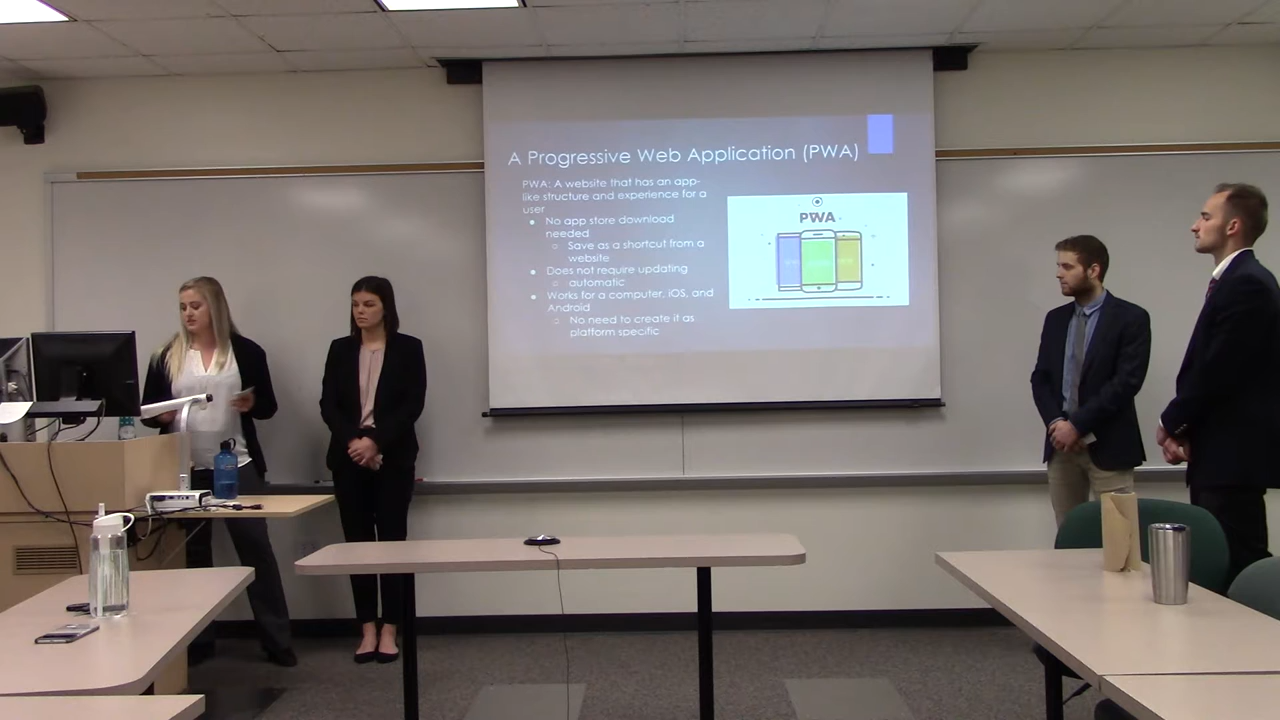 A Progressive Web Application (PWA)
PWA: A website that has an app-
like structure and experience for a
user
No app store download
needed
Save as a shortcut from a
website
Does not require updating
automatic
Works for a computer, iOS, and
Android
No need to create it as
platform specific
PWA